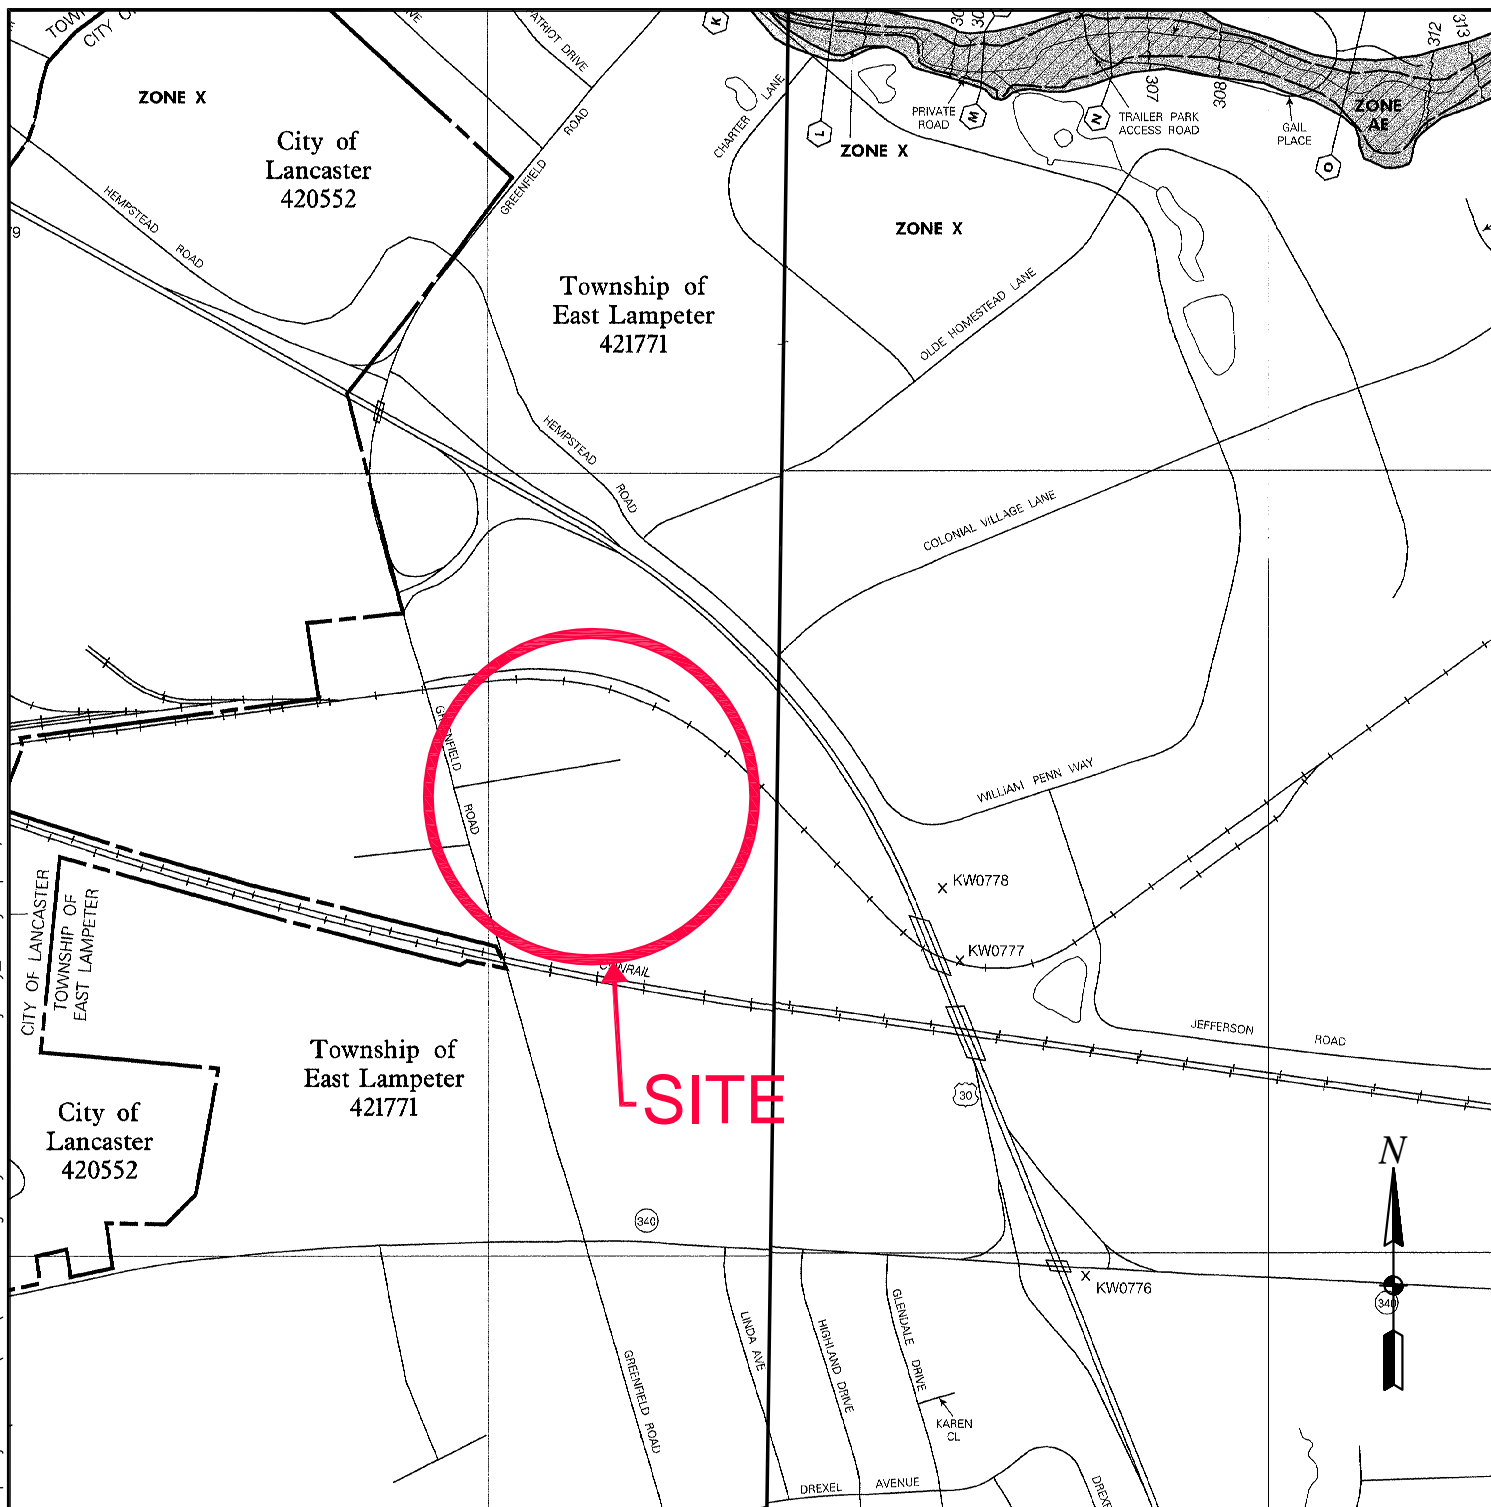 CITY O
ZONE X
City of
Lancaster
420552
HEMPSTEAD
ROAD
PATRIOT DRIVE
GREENFIELD
ROAD
K
CHARTER LANE
L
PRIVATE
ROAD
M
N
TRAILER PARK
ACCESS ROAD
307
308
GAIL
PLACE
O
312
313
ZONE
AE
ZONE X
ZONE X
Township of
East Lampeter
421771
OLDE HOMESTEAD LANE
HEMPSTEAD
ROAD
COLONIAL VILLAGE LANE
GREENFIELD
ROAD
WILLIAM PENN WAY
KW0778
KW0777
CONRAIL
CITY OF LANCASTER
TOWNSHIP OF
EAST LAMPETER
JEFFERSON
ROAD
Township of
East Lampeter
421771
SITE
30
City of
Lancaster
420552
N
340
KW0776
340
LINDA AVE
HIGHLAND DRIVE
GLENDALE DRIVE
GREENFIELD ROAD
KAREN
CL
DREXEL AVENUE